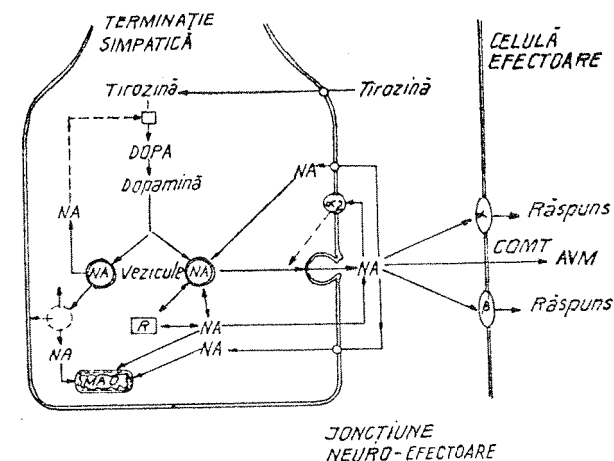 TERMINAȚIE
SIMPATICĂ
CELULĂ
EFECTOARE
Tirozină
Tirozină
DOPA
Dopamină
NA
NA
α2
NA
NA
Vezicule
NA
NA
α
Răspuns
COMT
AVM
β
Răspuns
R
NA
NA
NA
MAO
JONCȚIUNE
NEURO-EFECTOARE